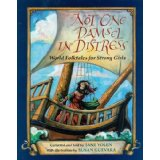 NOT ONE
DAMSEL
IN DISTRESS
World Folktales for Strong Girls
COLLECTED AND TOLD BY JANE YOLEN
WITH ILLUSTRATIONS BY SUSAN GUEVARA